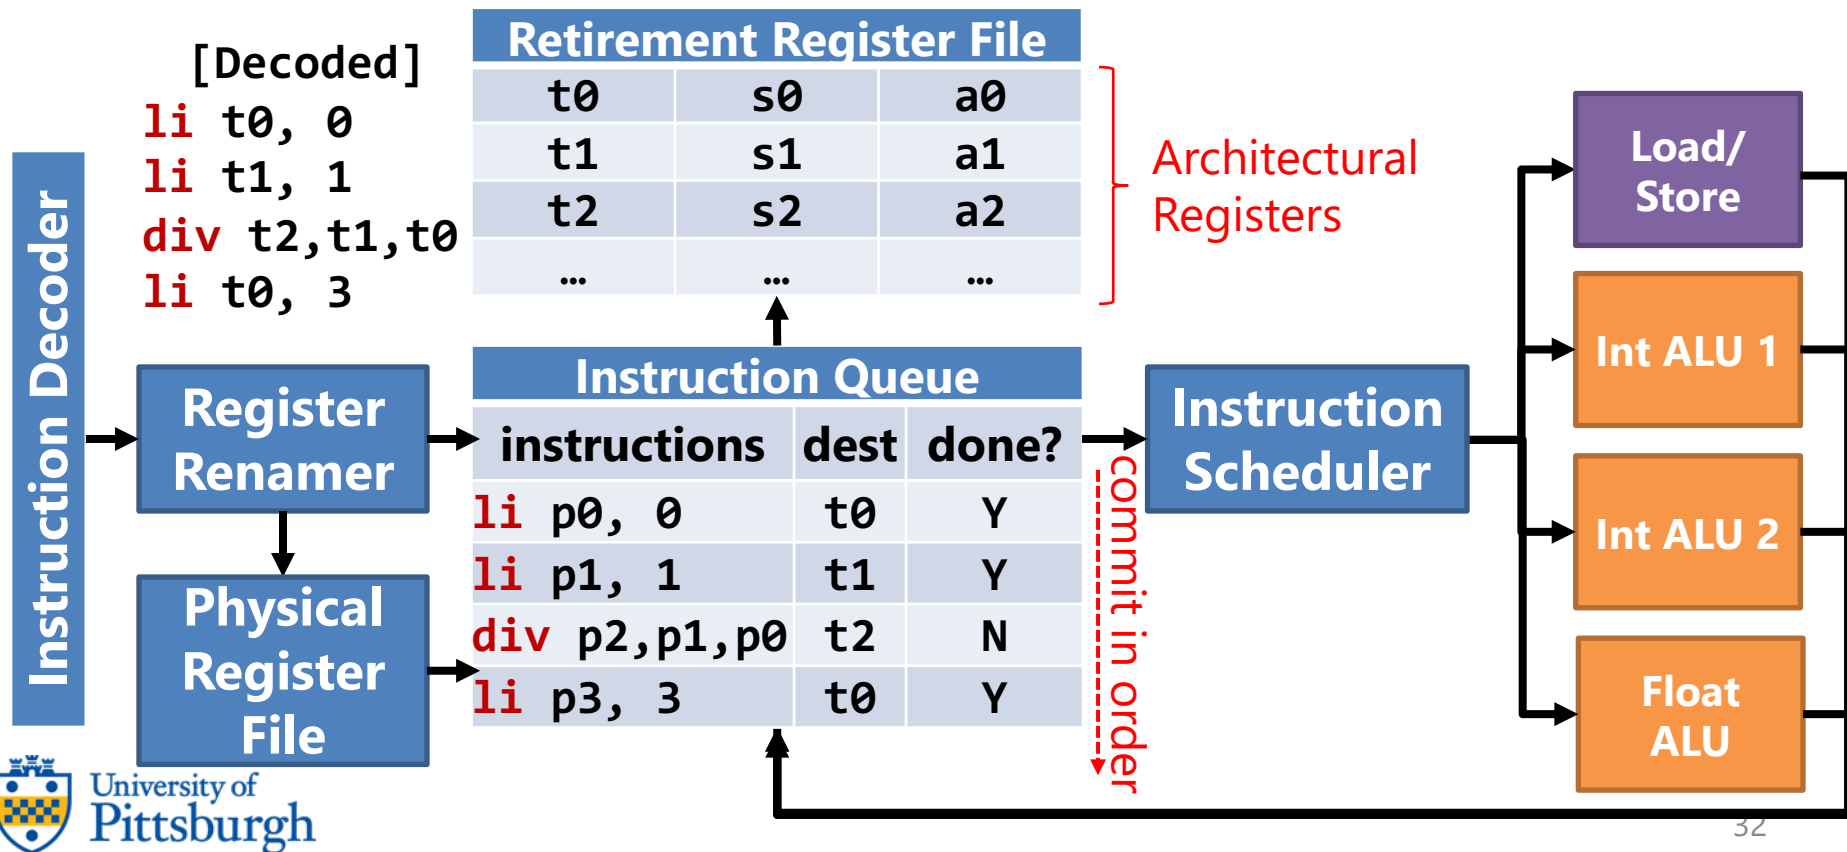 [Decoded]
li t0, 0
li t1, 1
div t2,t1,t0
li t0, 3
Instruction Decoder
Retirement Register File
t0 s0 a0
t1 s1 a1
t2 s2 a2
… … …
Architectural
Registers
Register
Renamer
Physical
Register
File
Instruction Queue
instructions dest done?
li p0, 0 t0 Y
li p1, 1 t1 Y
div p2,p1,p0 t2 N
li p3, 3 t0 Y
commit in order
Instruction
Scheduler
Load/
Store
Int ALU 1
Int ALU 2
Float
ALU
University of
Pittsburgh
32